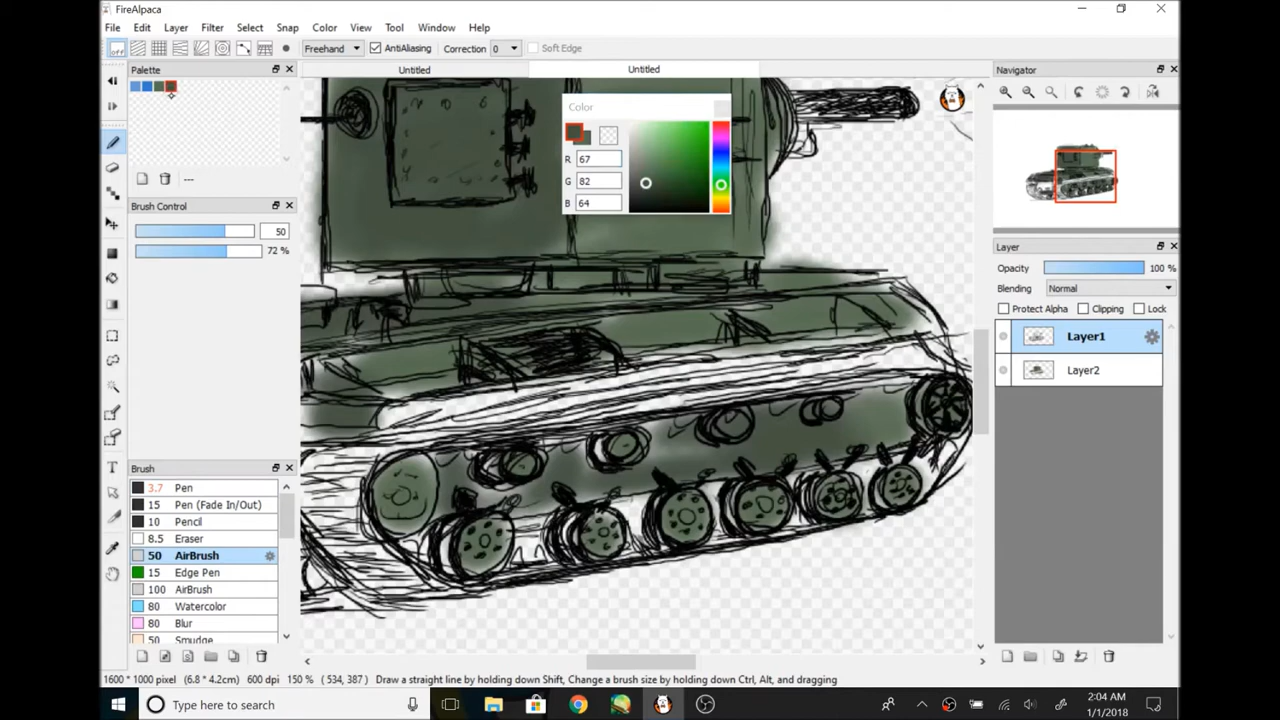 FireAlpaca
File Edit Layer Filter Select Snap Color View Tool Window Help
off Freehand AntiAliasing Correction 0 Soft Edge
Palette
Untitled Untitled
Navigator
Color
R 67
G 82
B 64
---
Brush Control
50
72 %
Layer
Opacity 100 %
Blending Normal
Protect Alpha Clipping Lock
Layer1
Layer2
Brush
3.7 Pen
15 Pen (Fade In/Out)
10 Pencil
8.5 Eraser
50 AirBrush
15 Edge Pen
100 AirBrush
80 Watercolor
80 Blur
50 Smudge
T
1600 * 1000 pixel (6.8 * 4.2cm) 600 dpi 150 % ( 534, 387 ) Draw a straight line by holding down Shift, Change a brush size by holding down Ctrl, Alt, and dragging
Type here to search
2:04 AM
1/1/2018